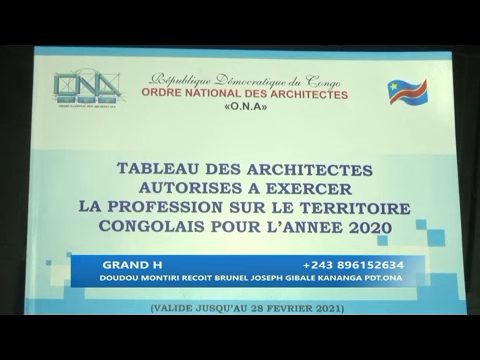 République Démocratique du Congo
ORDRE NATIONAL DES ARCHITECTES
«O.N.A»
TABLEAU DES ARCHITECTES
AUTORISES A EXERCER
LA PROFESSION SUR LE TERRITOIRE
CONGOLAIS POUR L'ANNEE 2020
GRAND H +243 896152634
DOUDOU MONTIRI RECOIT BRUNEL JOSEPH GIBALE KANANGA PDT.ONA
(VALIDE JUSQU'AU 28 FEVRIER 2021)